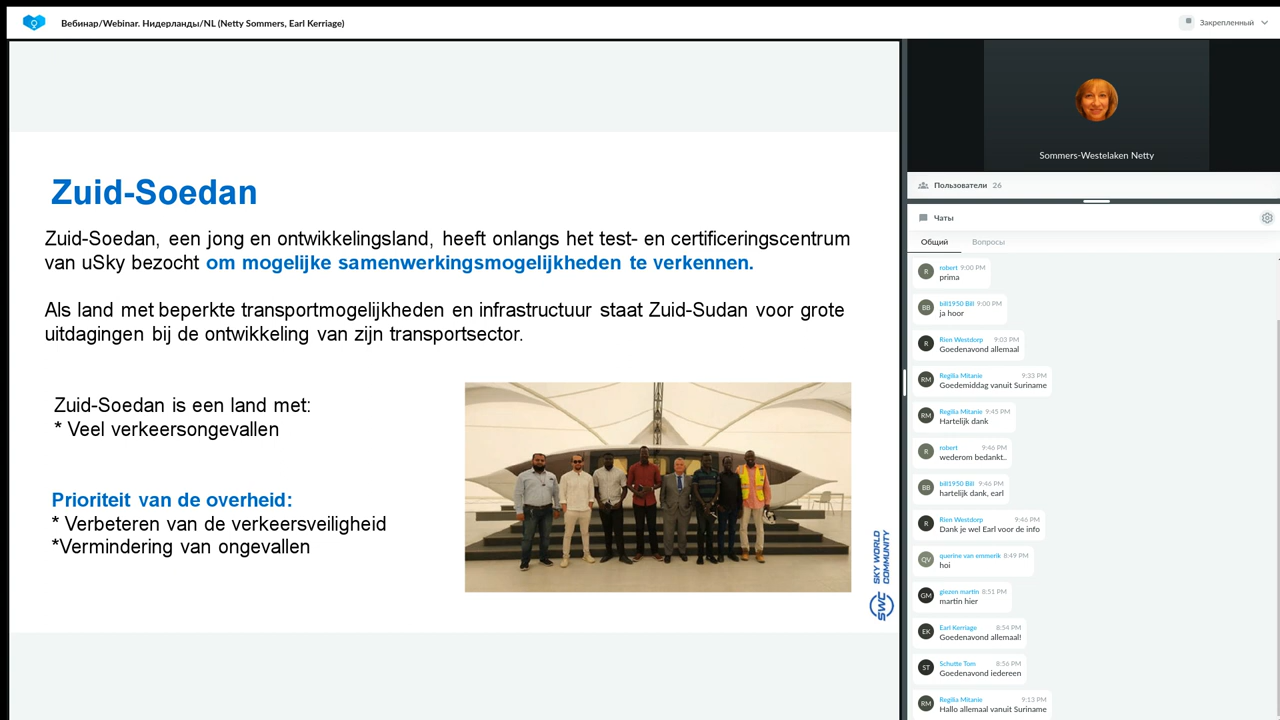 Вебинар/Webinar. Нидерланды/NL (Netty Sommers, Earl Kerriage)
Закрепленный
Zuid-Soedan
Zuid-Soedan, een jong en ontwikkelingsland, heeft onlangs het test- en certificeringscentrum
van uSky bezocht om mogelijke samenwerkingsmogelijkheden te verkennen.
Als land met beperkte transportmogelijkheden en infrastructuur staat Zuid-Sudan voor grote
uitdagingen bij de ontwikkeling van zijn transportsector.
Zuid-Soedan is een land met:
* Veel verkeersongevallen
Prioriteit van de overheid:
* Verbeteren van de verkeersveiligheid
*Vermindering van ongevallen
SKY WORLD
COMMUNITY
SWC
Sommers-Westelaken Netty
Пользователи 26
Чаты
Общий Вопросы
R robert 9:00 PM
prima
BB bill1950 Bill 9:00 PM
ja hoor
R Rien Westdorp 9:03 PM
Goedenavond allemaal
RM Regilia Mitanie 9:33 PM
Goedemiddag vanuit Suriname
RM Regilia Mitanie 9:45 PM
Hartelijk dank
R robert 9:46 PM
wederom bedankt..
BB bill1950 Bill 9:46 PM
hartelijk dank, earl
R Rien Westdorp 9:46 PM
Dank je wel Earl voor de info
QV querine van emmerik 8:49 PM
hoi
GM giezen martin 8:51 PM
martin hier
EK Earl Kerriage 8:54 PM
Goedenavond allemaal!
ST Schutte Tom 8:56 PM
Goedenavond iedereen
RM Regilia Mitanie 9:13 PM
Hallo allemaal vanuit Suriname